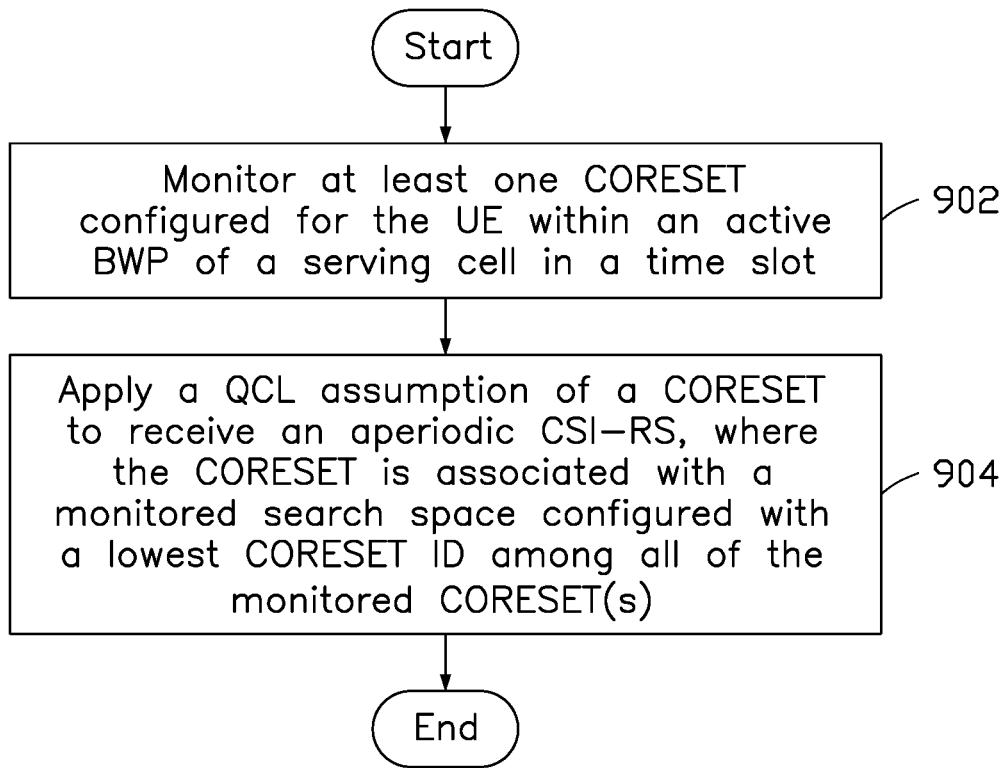 Start
Monitor at least one CORESET
configured for the UE within an active
BWP of a serving cell in a time slot
902
Apply a QCL assumption of a CORESET
to receive an aperiodic CSI-RS, where
the CORESET is associated with a
monitored search space configured with
a lowest CORESET ID among all of the
monitored CORESET(s)
904
End